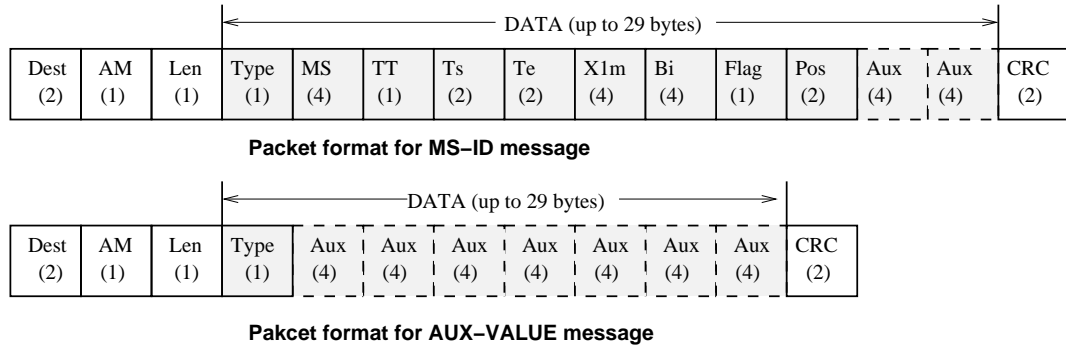 DATA (up to 29 bytes)
Dest AM Len Type MS TT Ts Te X1m Bi Flag Pos Aux Aux CRC
(2) (1) (1) (1) (4) (1) (2) (2) (4) (4) (1) (2) (4) (4) (2)
Packet format for MS−ID message
DATA (up to 29 bytes)
Dest AM Len Type Aux Aux Aux Aux Aux Aux Aux CRC
(2) (1) (1) (1) (4) (4) (4) (4) (4) (4) (4) (2)
Pakcet format for AUX−VALUE message